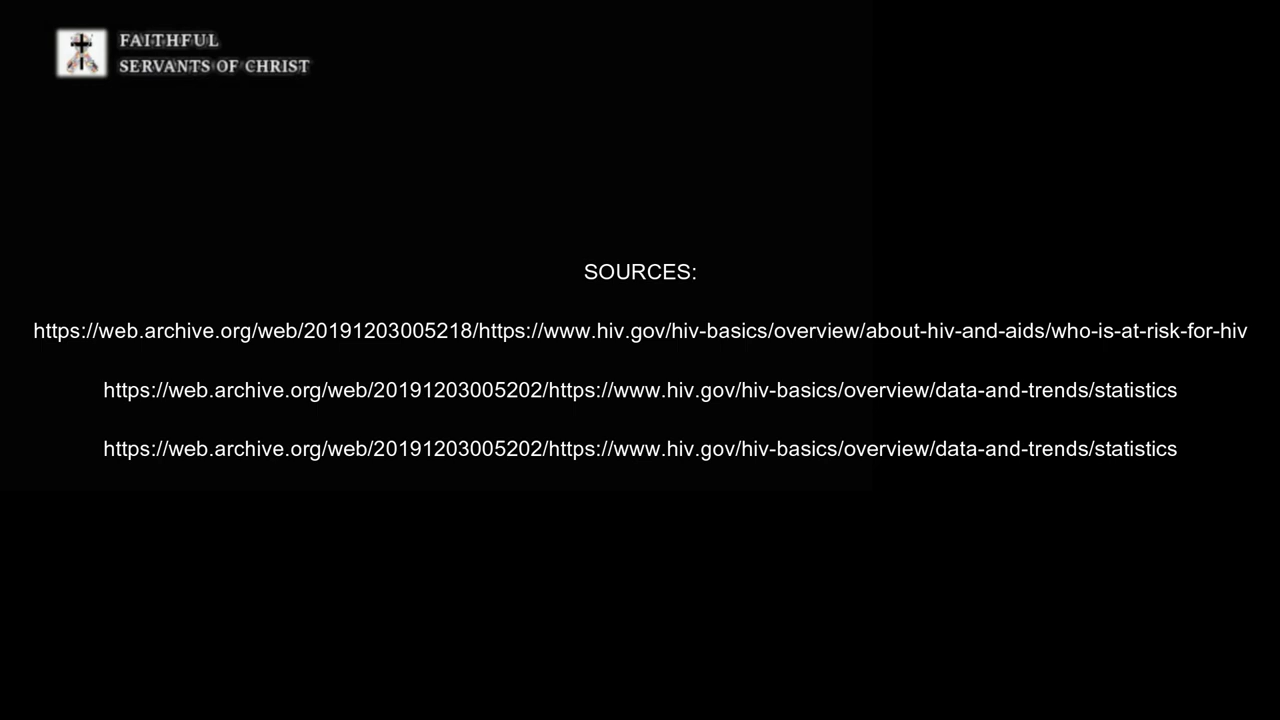 FAITHFUL
SERVANTS OF CHRIST
SOURCES:
https://web.archive.org/web/20191203005218/https://www.hiv.gov/hiv-basics/overview/about-hiv-and-aids/who-is-at-risk-for-hiv
https://web.archive.org/web/20191203005202/https://www.hiv.gov/hiv-basics/overview/data-and-trends/statistics
https://web.archive.org/web/20191203005202/https://www.hiv.gov/hiv-basics/overview/data-and-trends/statistics